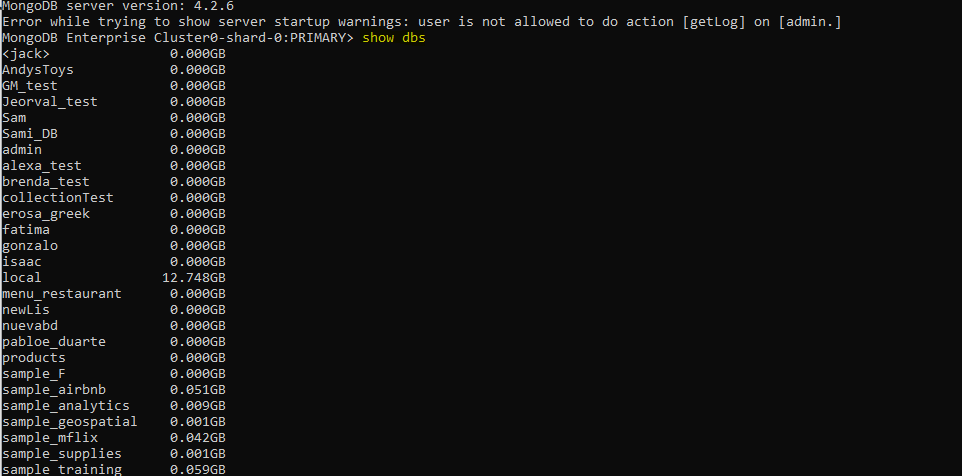 MongoDB server version: 4.2.6
Error while trying to show server startup warnings: user is not allowed to do action [getLog] on [admin.]
MongoDB Enterprise Cluster0-shard-0:PRIMARY> show dbs
<jack> 0.000GB
AndysToys 0.000GB
GM_test 0.000GB
Jeorval_test 0.000GB
Sam 0.000GB
Sami_DB 0.000GB
admin 0.000GB
alexa_test 0.000GB
brenda_test 0.000GB
collectionTest 0.000GB
erosa_greek 0.000GB
fatima 0.000GB
gonzalo 0.000GB
isaac 0.000GB
local 12.748GB
menu_restaurant 0.000GB
newLis 0.000GB
nuevabd 0.000GB
pabloe_duarte 0.000GB
products 0.000GB
sample_F 0.000GB
sample_airbnb 0.051GB
sample_analytics 0.009GB
sample_geospatial 0.001GB
sample_mflix 0.042GB
sample_supplies 0.001GB
sample_training 0.059GB